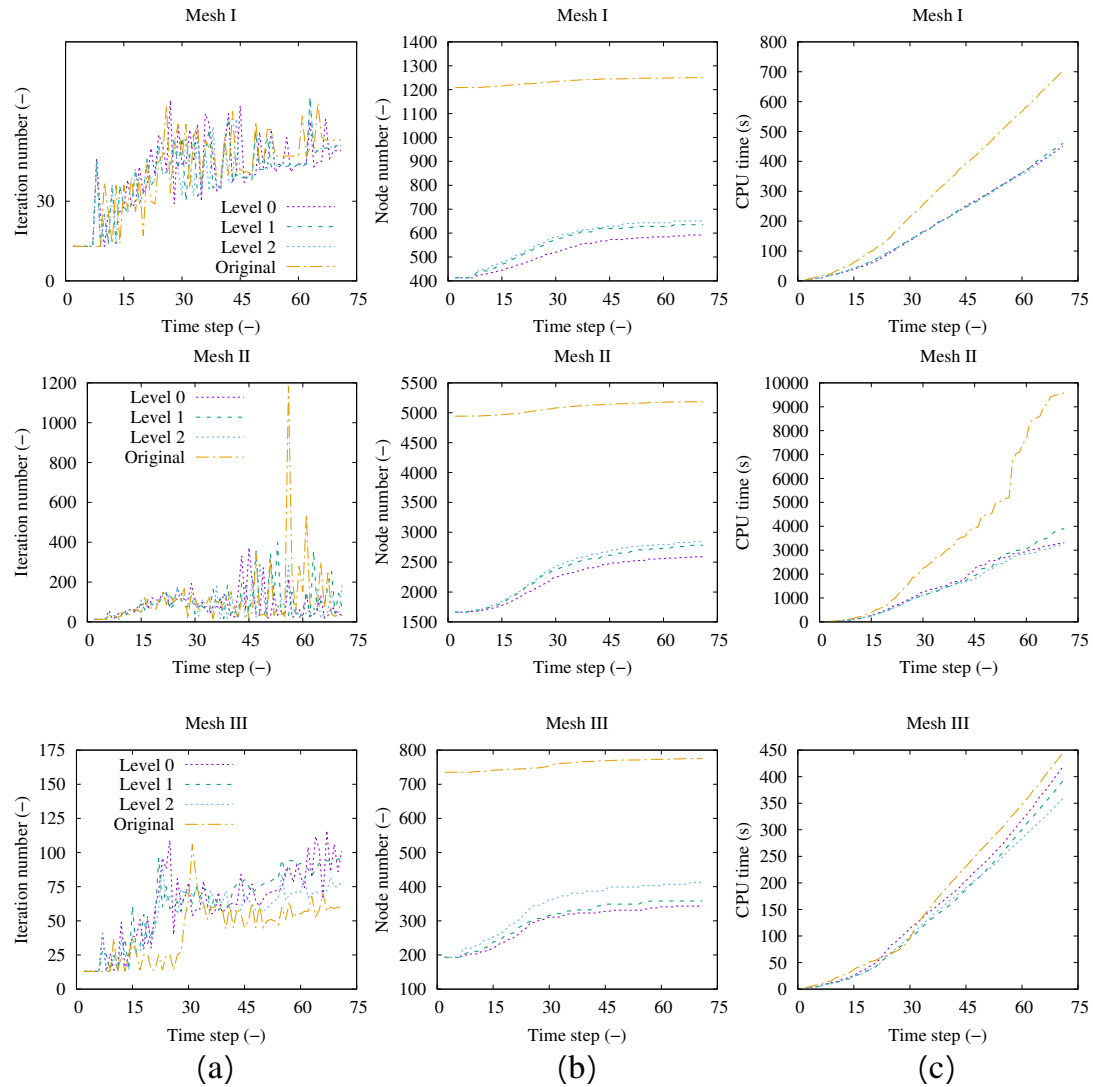 Mesh I
Iteration number (−)
30
0
Level 0
Level 1
Level 2
Original
0 15 30 45 60 75
Time step (−)
Mesh I
Node number (−)
1400
1300
1200
1100
1000
900
800
700
600
500
400
0 15 30 45 60 75
Time step (−)
Mesh I
CPU time (s)
800
700
600
500
400
300
200
100
0
0 15 30 45 60 75
Time step (−)
Mesh II
Iteration number (−)
1200
1000
800
600
400
200
0
Level 0
Level 1
Level 2
Original
0 15 30 45 60 75
Time step (−)
Mesh II
Node number (−)
5500
5000
4500
4000
3500
3000
2500
2000
1500
0 15 30 45 60 75
Time step (−)
Mesh II
CPU time (s)
10000
9000
8000
7000
6000
5000
4000
3000
2000
1000
0
0 15 30 45 60 75
Time step (−)
Mesh III
Iteration number (−)
175
150
125
100
75
50
25
0
Level 0
Level 1
Level 2
Original
0 15 30 45 60 75
Time step (−)
Mesh III
Node number (−)
800
700
600
500
400
300
200
100
0 15 30 45 60 75
Time step (−)
Mesh III
CPU time (s)
450
400
350
300
250
200
150
100
50
0
0 15 30 45 60 75
Time step (−)
(a)
(b)
(c)